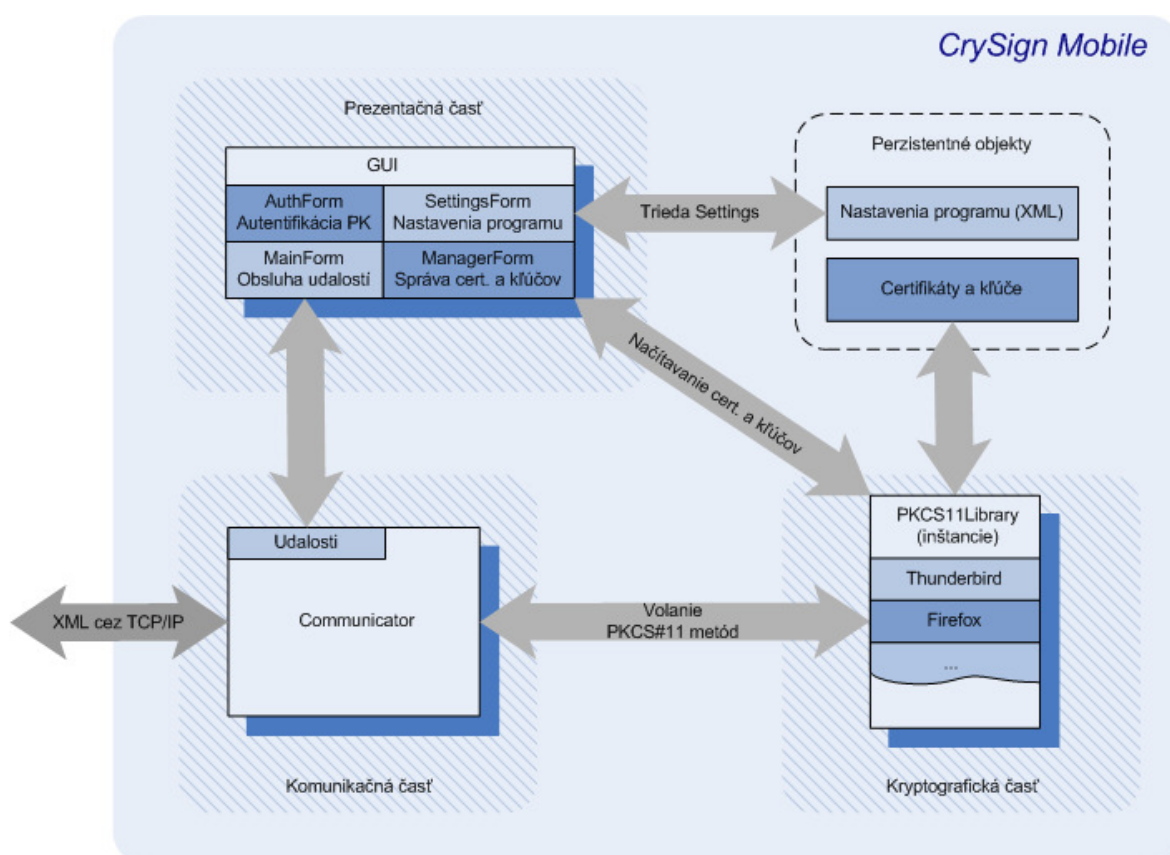 CrySign Mobile
Prezentačná časť
GUI
AuthForm
Autentifikácia PK
SettingsForm
Nastavenia programu
MainForm
Obsluha udalostí
ManagerForm
Správa cert. a kľúčov
Trieda Settings
Perzistentné objekty
Nastavenia programu (XML)
Certifikáty a kľúče
Načítavanie cert. a kľúčov
Udalosti
Communicator
XML cez TCP/IP
Volanie
PKCS#11 metód
PKCS11Library
(inštancie)
Thunderbird
Firefox
...
Komunikačná časť
Kryptografická časť